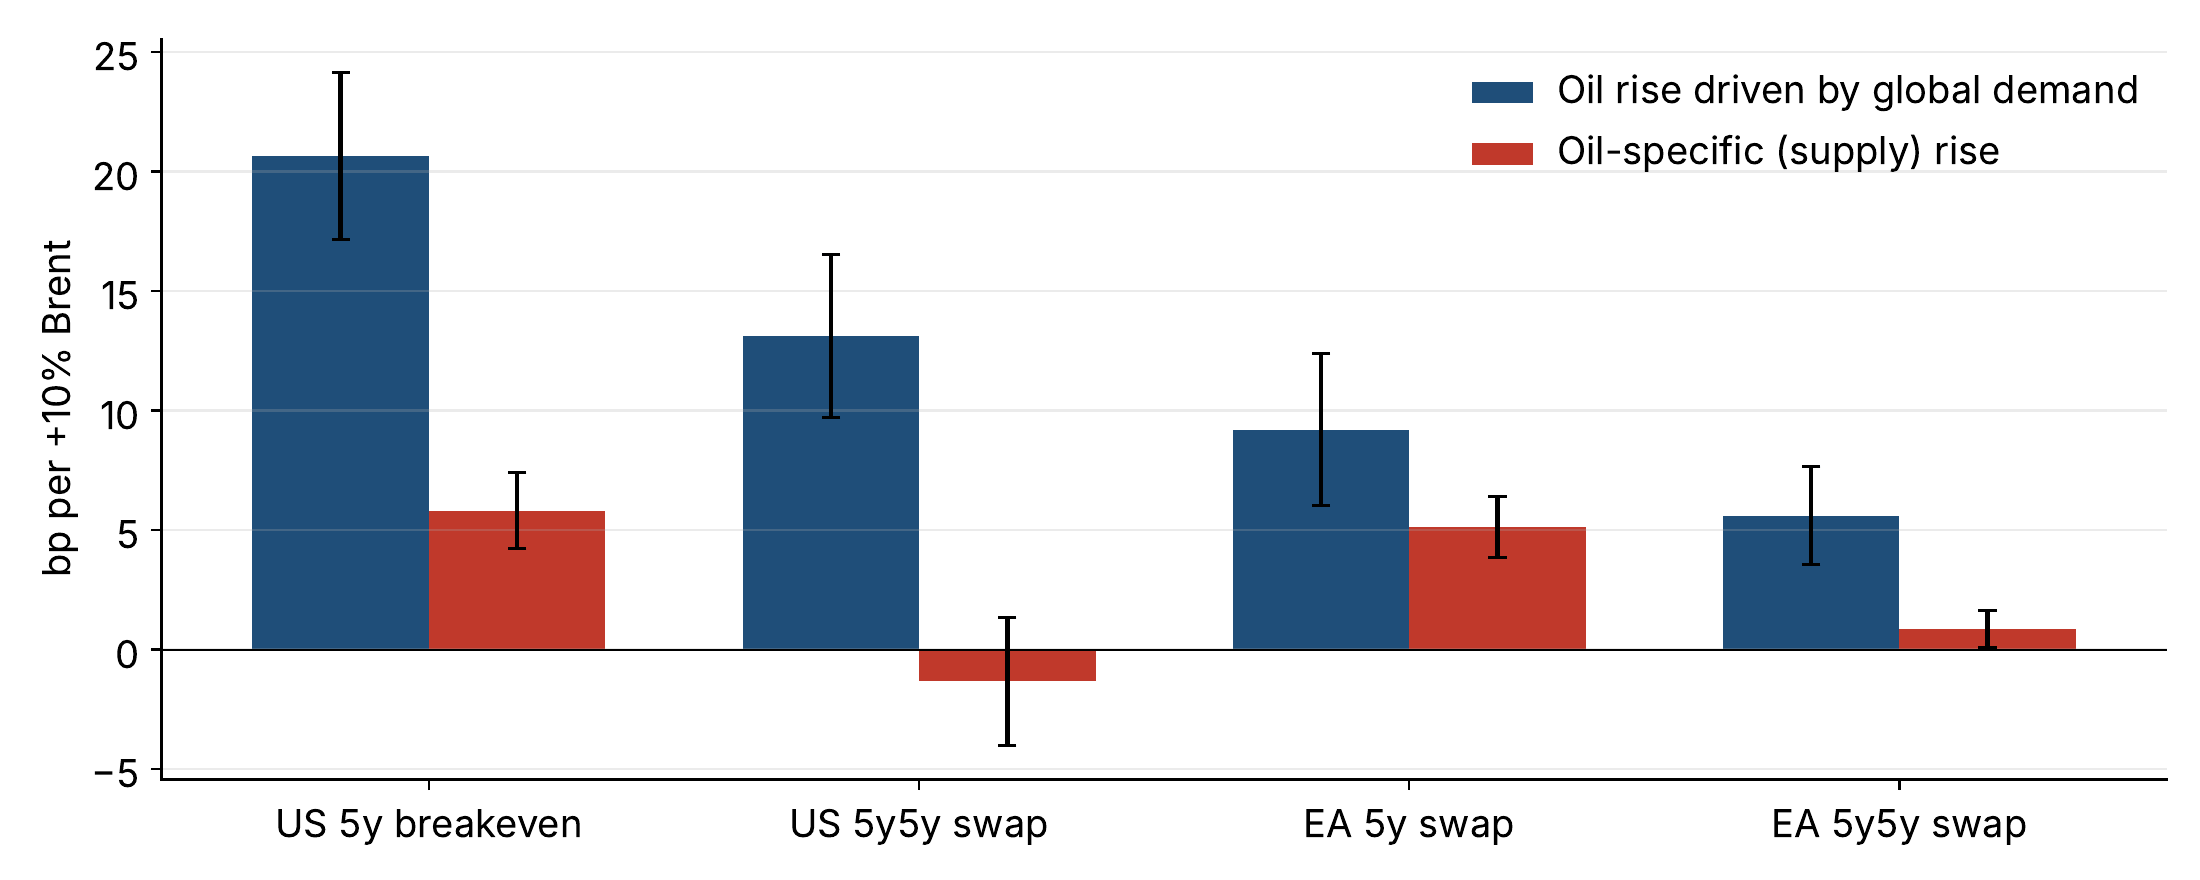 bp per +10% Brent
25
20
15
10
5
0
−5
Oil rise driven by global demand
Oil-specific (supply) rise
US 5y breakeven
US 5y5y swap
EA 5y swap
EA 5y5y swap